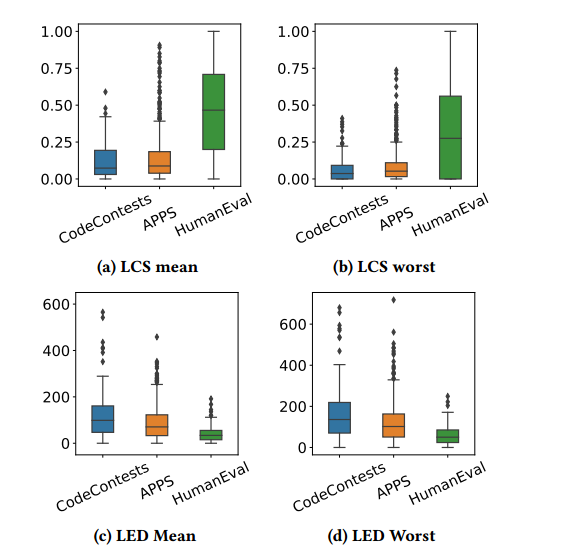 1.00
0.75
0.50
0.25
0.00
CodeContests
APPS
HumanEval
(a) LCS mean
1.00
0.75
0.50
0.25
0.00
CodeContests
APPS
HumanEval
(b) LCS worst
600
400
200
0
CodeContests
APPS
HumanEval
(c) LED Mean
600
400
200
0
CodeContests
APPS
HumanEval
(d) LED Worst